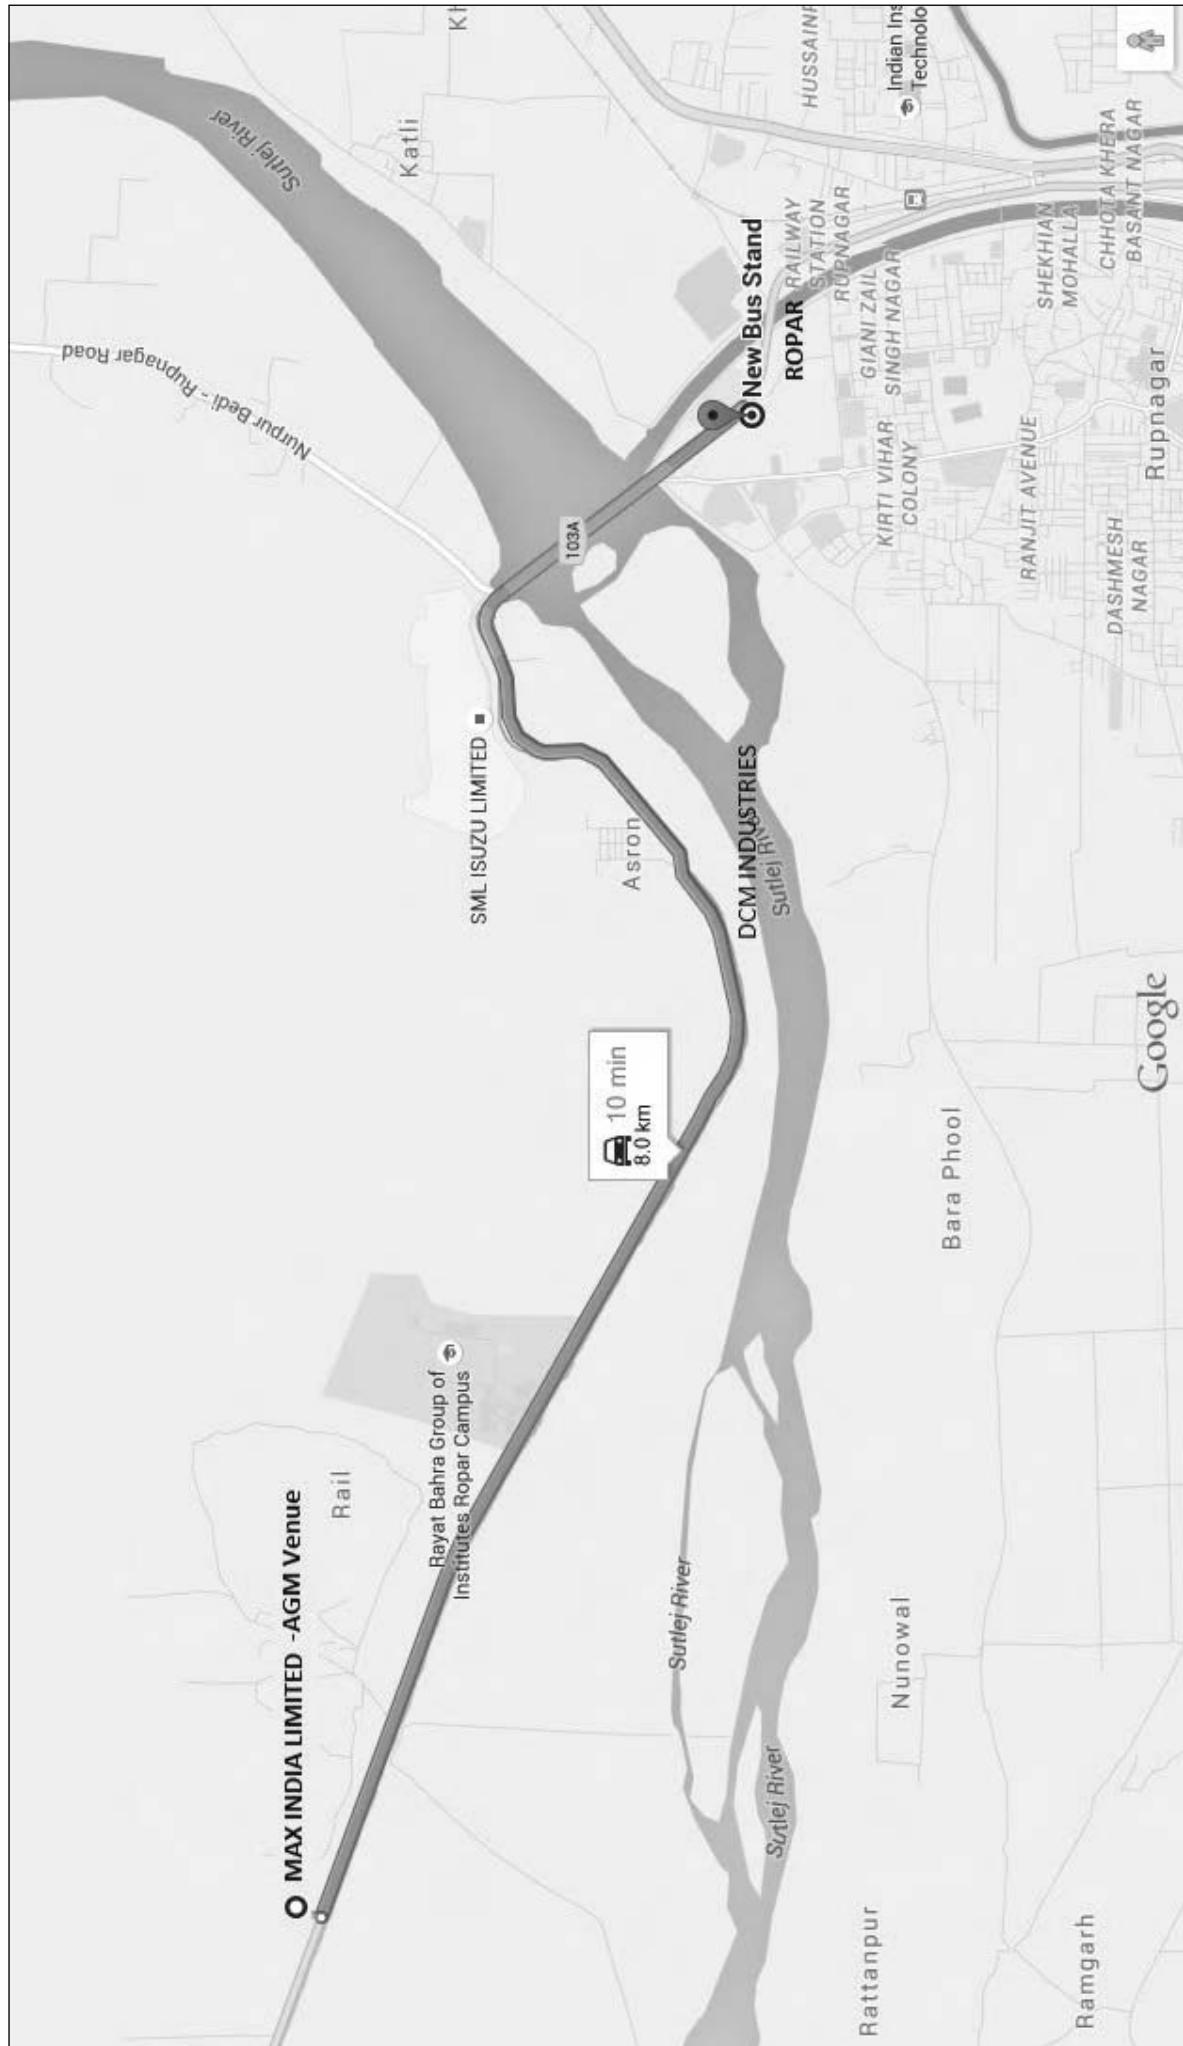 Nurpur Bedi - Rupnagar Road
Sutlej River
MAX INDIA LIMITED -AGM Venue
Rail
Katli
Rayat Bahra Group of
Institutes Ropar Campus
Kh
SML ISUZU LIMITED
103A
10 min
8.0 km
Asron
Sutlej River
DCM INDUSTRIES
New Bus Stand
ROPAR
Sutlej River
Sutlej Riv
RAILWAY
STATION
RUPNAGAR
HUSSAINP
GIANI ZAIL
SINGH NAGAR
Rattanpur
Nunowal
KIRTI VIHAR
COLONY
Indian Ins
Technolo
Bara Phool
RANJIT AVENUE
SHEKHIAN
MOHALLA
Ramgarh
DASHMESH
NAGAR
CHHOTA KHERA
BASANT NAGAR
Google
Rupnagar